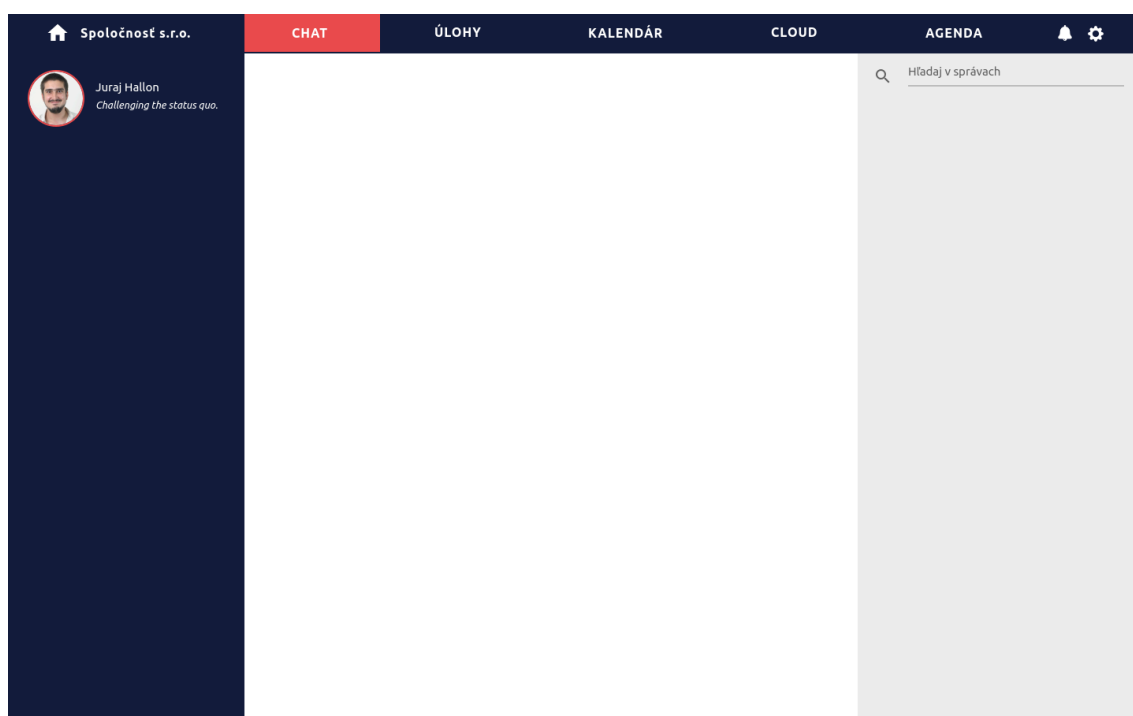 Spoločnosť s.r.o. CHAT ÚLOHY KALENDÁR CLOUD AGENDA
Juraj Hallon
Challenging the status quo.
Hľadaj v správach